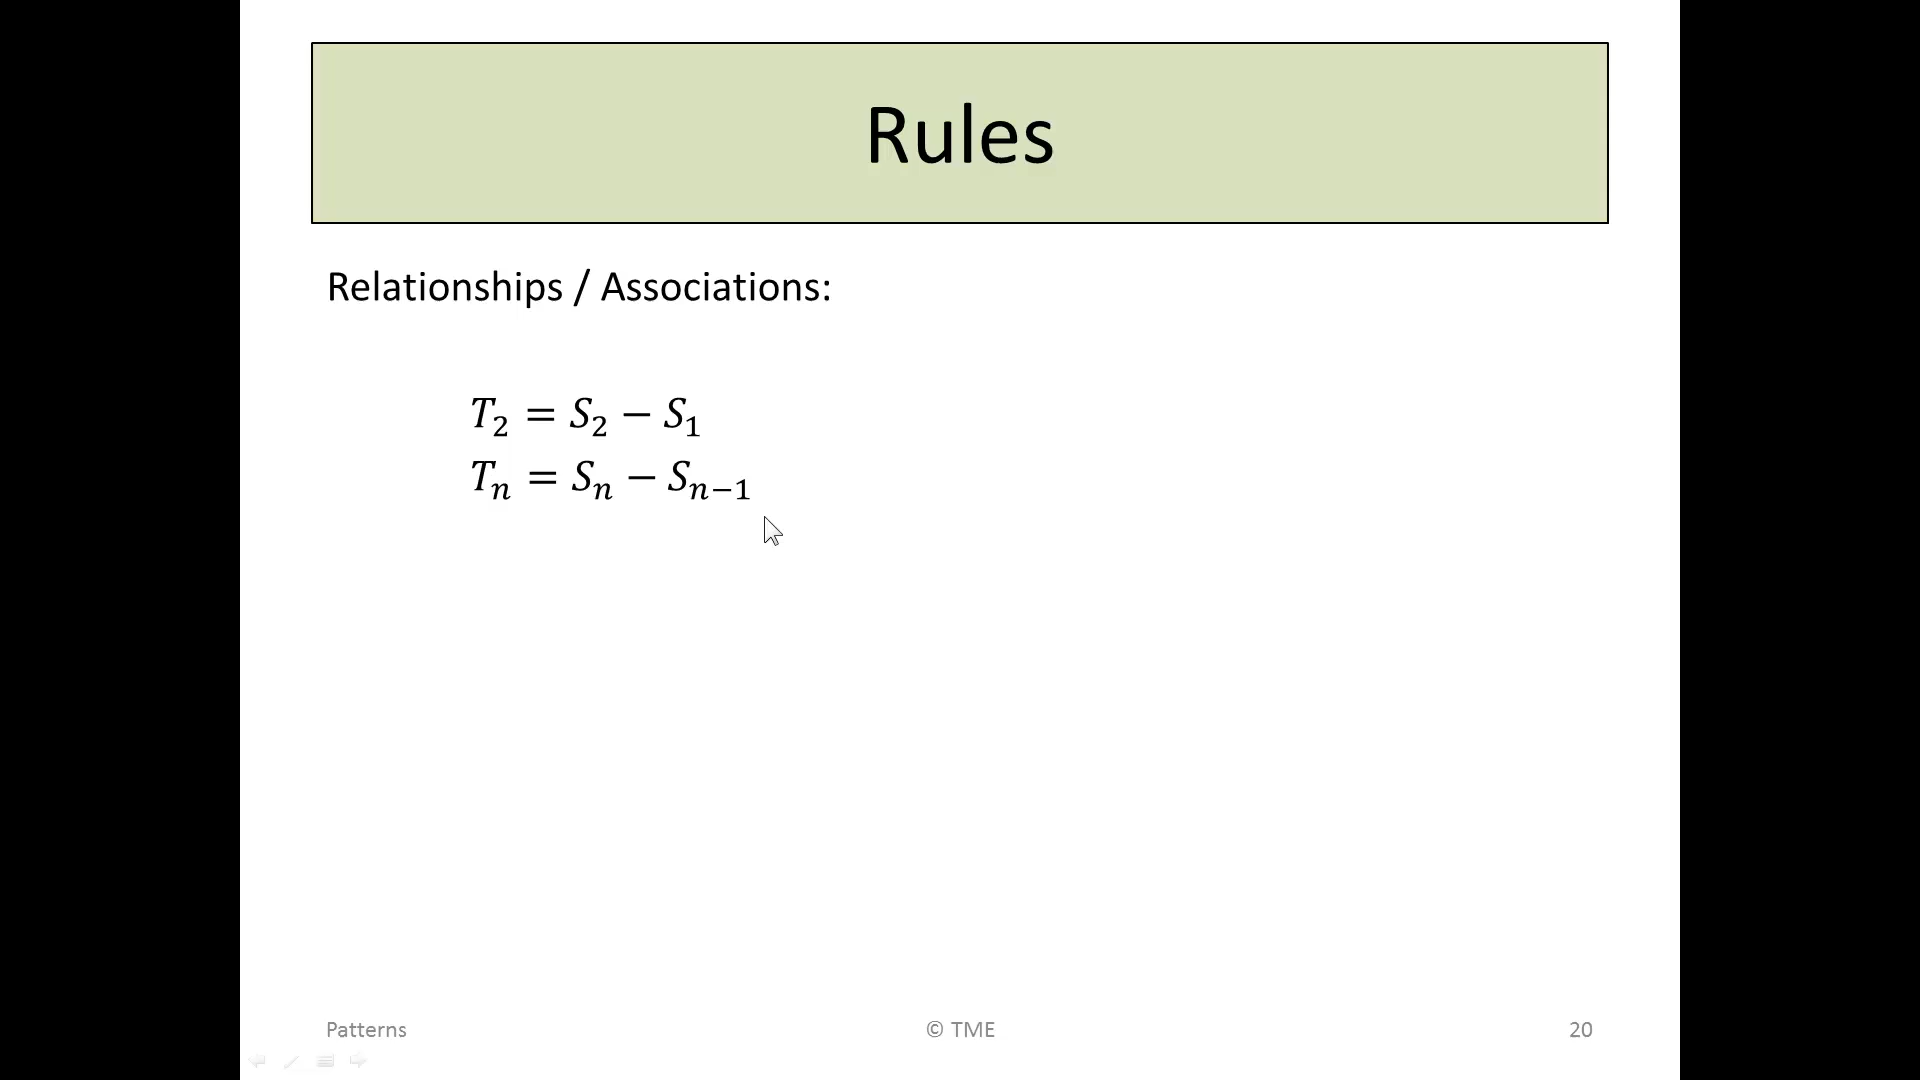 Rules
Relationships / Associations:
T₂ = S₂ − S₁
Tₙ = Sₙ − Sₙ₋₁
Patterns
© TME
20